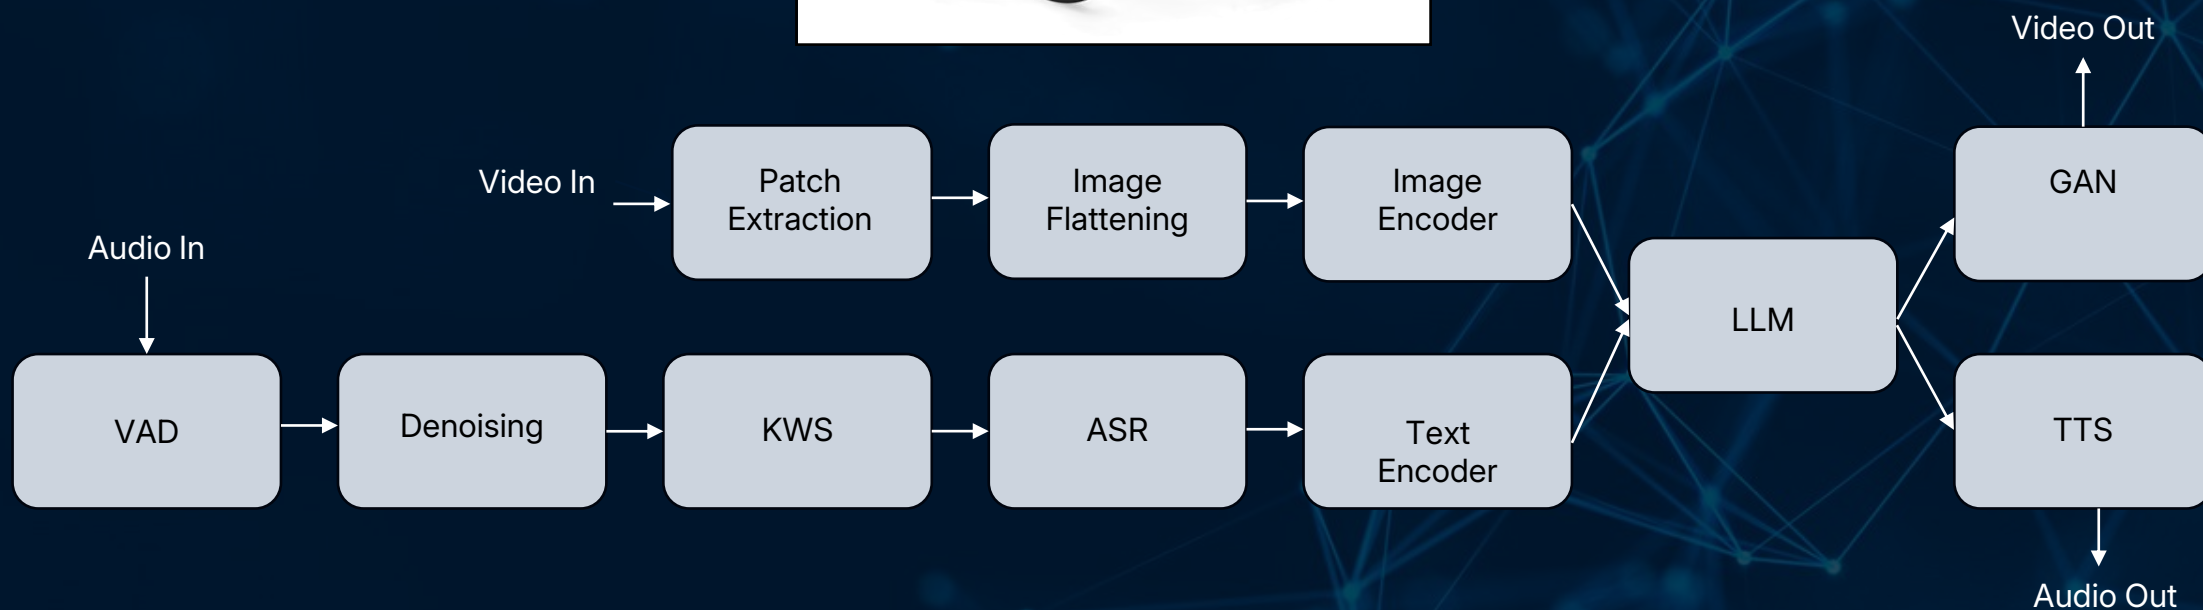 Video Out
Video In
Patch
Extraction
Image
Flattening
Image
Encoder
GAN
Audio In
LLM
VAD
Denoising
KWS
ASR
Text
Encoder
TTS
Audio Out